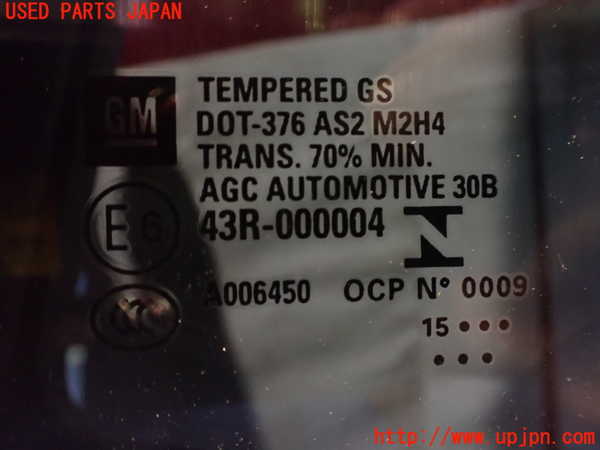 USED PARTS JAPAN
GM
TEMPERED GS
DOT-376 AS2 M2H4
TRANS. 70% MIN.
AGC AUTOMOTIVE 30B
E6
43R-000004
A006450 OCP N° 0009
15 •••
•••
http://www.upjpn.com/